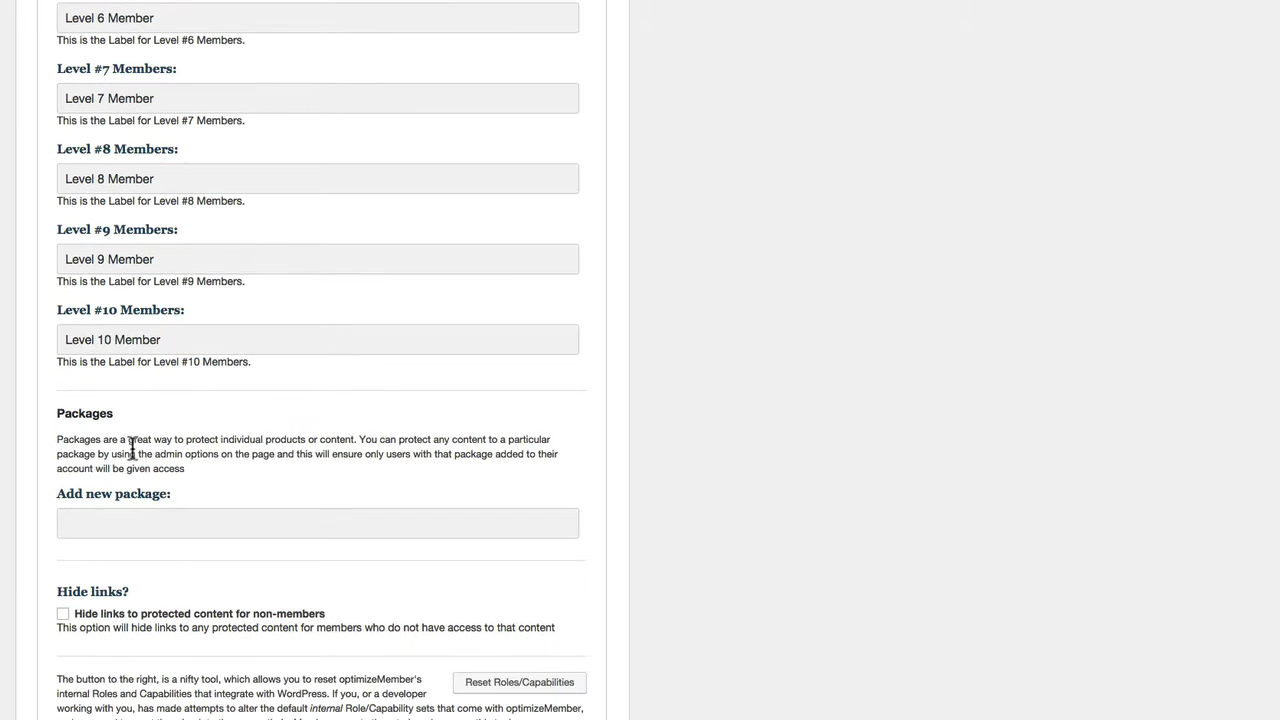 Level 6 Member
This is the Label for Level #6 Members.
Level #7 Members:
Level 7 Member
This is the Label for Level #7 Members.
Level #8 Members:
Level 8 Member
This is the Label for Level #8 Members.
Level #9 Members:
Level 9 Member
This is the Label for Level #9 Members.
Level #10 Members:
Level 10 Member
This is the Label for Level #10 Members.
Packages
Packages are a great way to protect individual products or content. You can protect any content to a particular
package by using the admin options on the page and this will ensure only users with that package added to their
account will be given access
Add new package:
Hide links?
Hide links to protected content for non-members
This option will hide links to any protected content for members who do not have access to that content
The button to the right, is a nifty tool, which allows you to reset optimizeMember's
Reset Roles/Capabilities
internal Roles and Capabilities that integrate with WordPress. If you, or a developer
working with you, has made attempts to alter the default internal Role/Capability sets that come with optimizeMember,